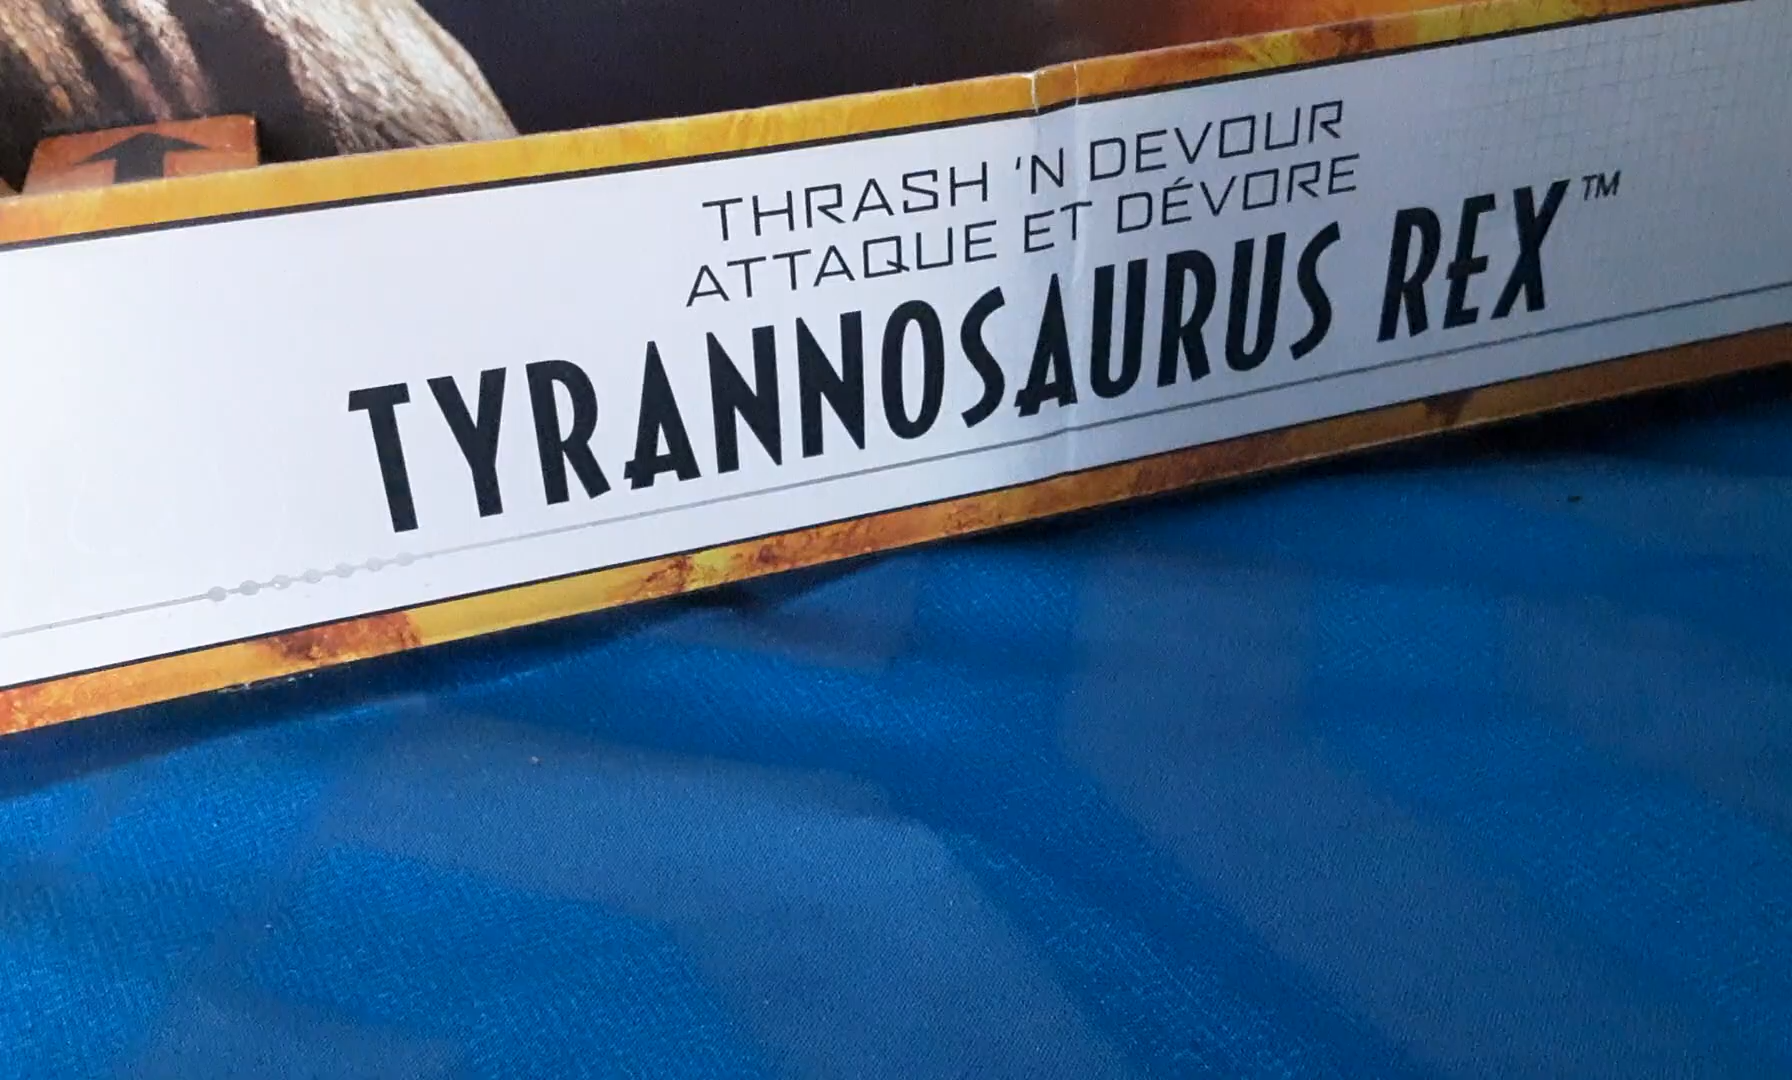 THRASH 'N DEVOUR
ATTAQUE ET DÉVORE
TYRANNOSAURUS REX™